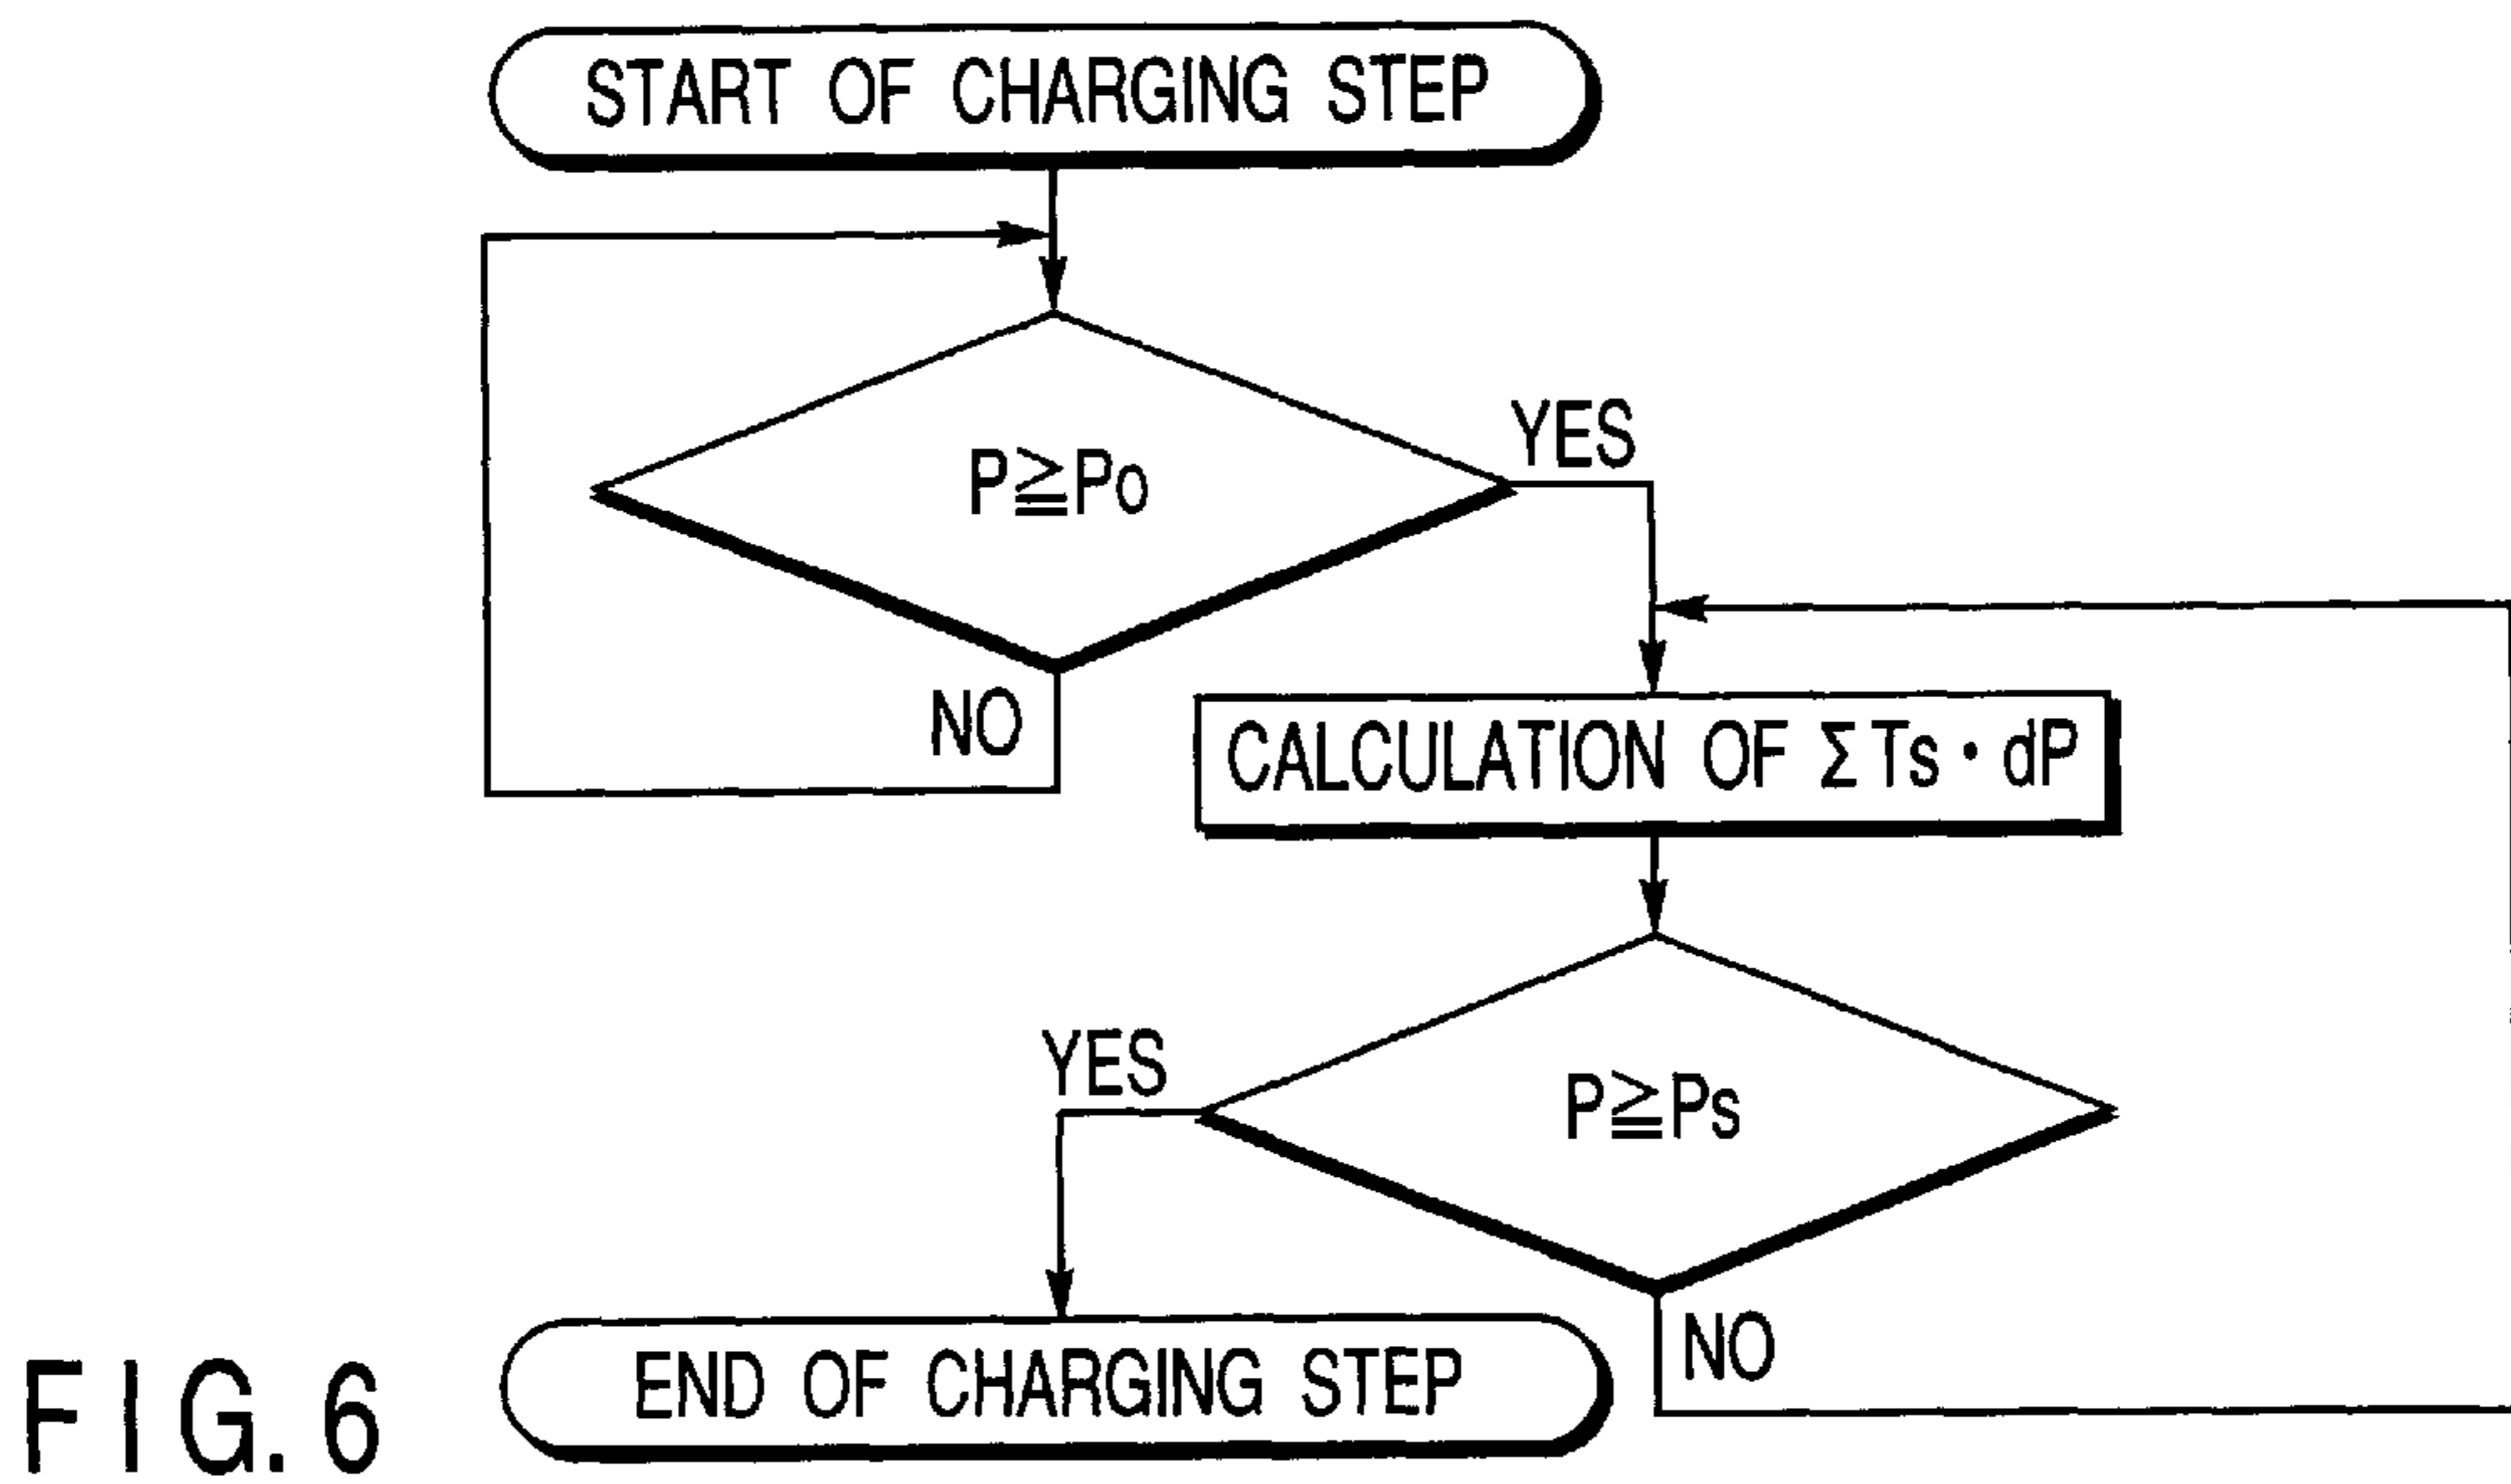 START OF CHARGING STEP
P≧Po
YES
NO
CALCULATION OF ΣTs・dP
P≧Ps
YES
NO
END OF CHARGING STEP
FIG. 6